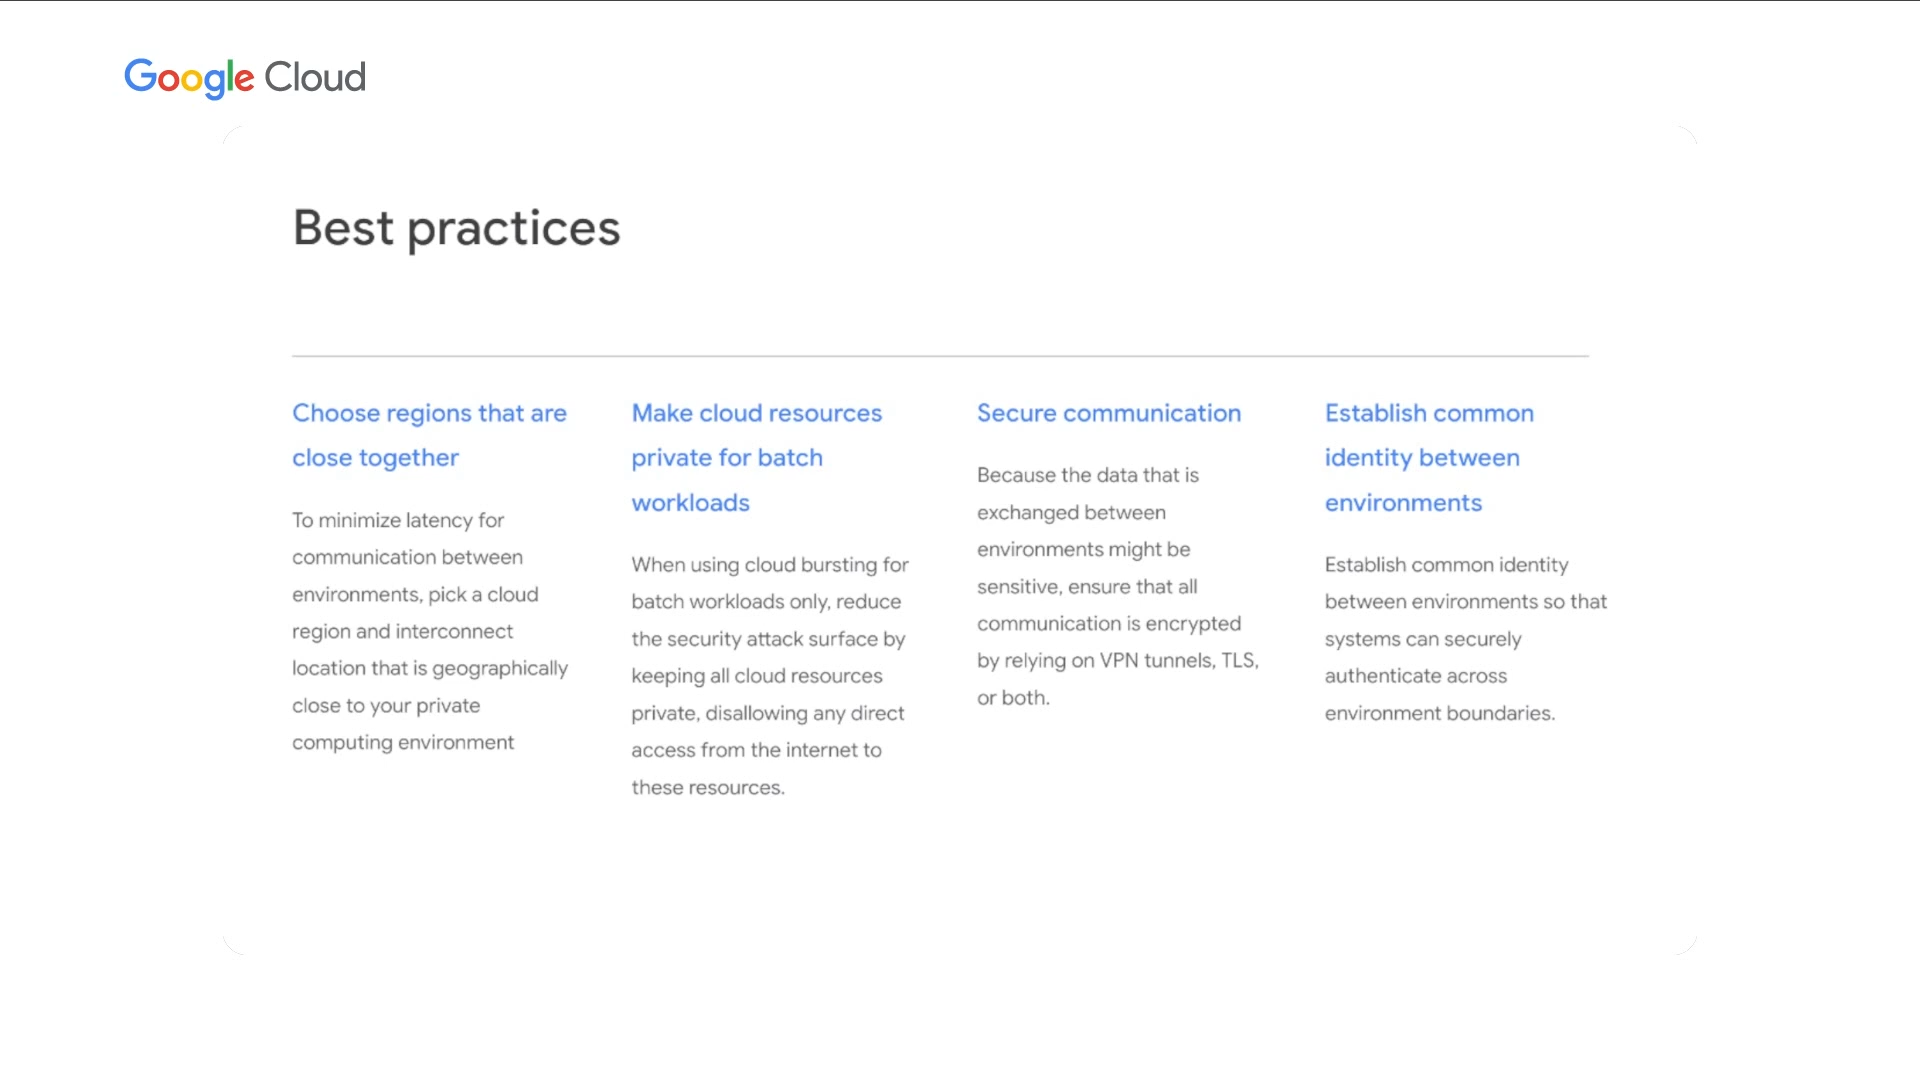 Google Cloud
Best practices
Choose regions that are
close together
To minimize latency for
communication between
environments, pick a cloud
region and interconnect
location that is geographically
close to your private
computing environment
Make cloud resources
private for batch
workloads
When using cloud bursting for
batch workloads only, reduce
the security attack surface by
keeping all cloud resources
private, disallowing any direct
access from the internet to
these resources.
Secure communication
Because the data that is
exchanged between
environments might be
sensitive, ensure that all
communication is encrypted
by relying on VPN tunnels, TLS,
or both.
Establish common
identity between
environments
Establish common identity
between environments so that
systems can securely
authenticate across
environment boundaries.